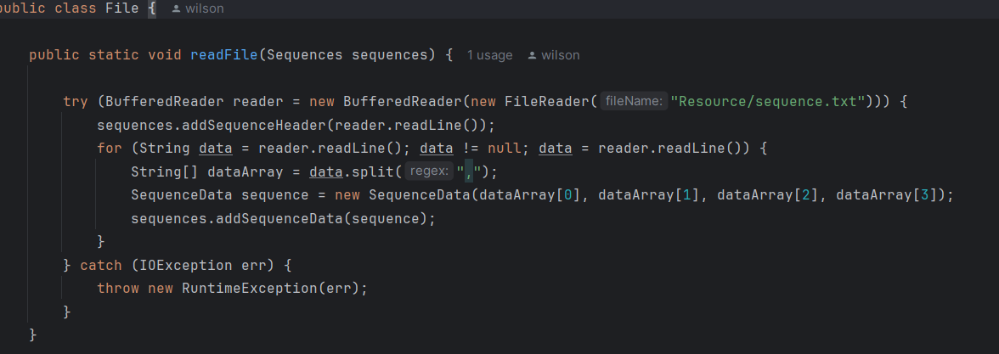 public class File {  wilson
public static void readFile(Sequences sequences) {  1 usage  wilson
try (BufferedReader reader = new BufferedReader(new FileReader( fileName: "Resource/sequence.txt"))) {
sequences.addSequenceHeader(reader.readLine());
for (String data = reader.readLine(); data != null; data = reader.readLine()) {
String[] dataArray = data.split( regex: ",");
SequenceData sequence = new SequenceData(dataArray[0], dataArray[1], dataArray[2], dataArray[3]);
sequences.addSequenceData(sequence);
}
} catch (IOException err) {
throw new RuntimeException(err);
}
}